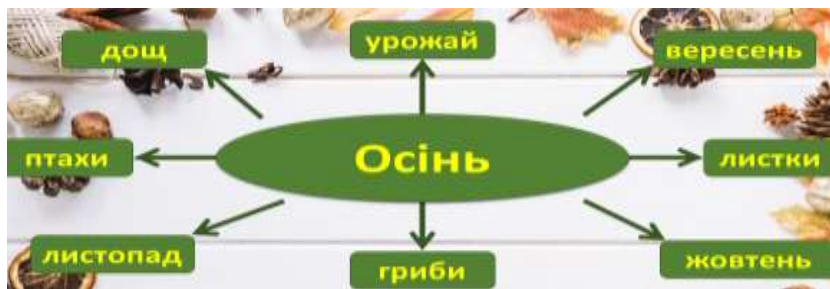 дощ
урожай
вересень
птахи
Осінь
листки
листопад
гриби
жовтень